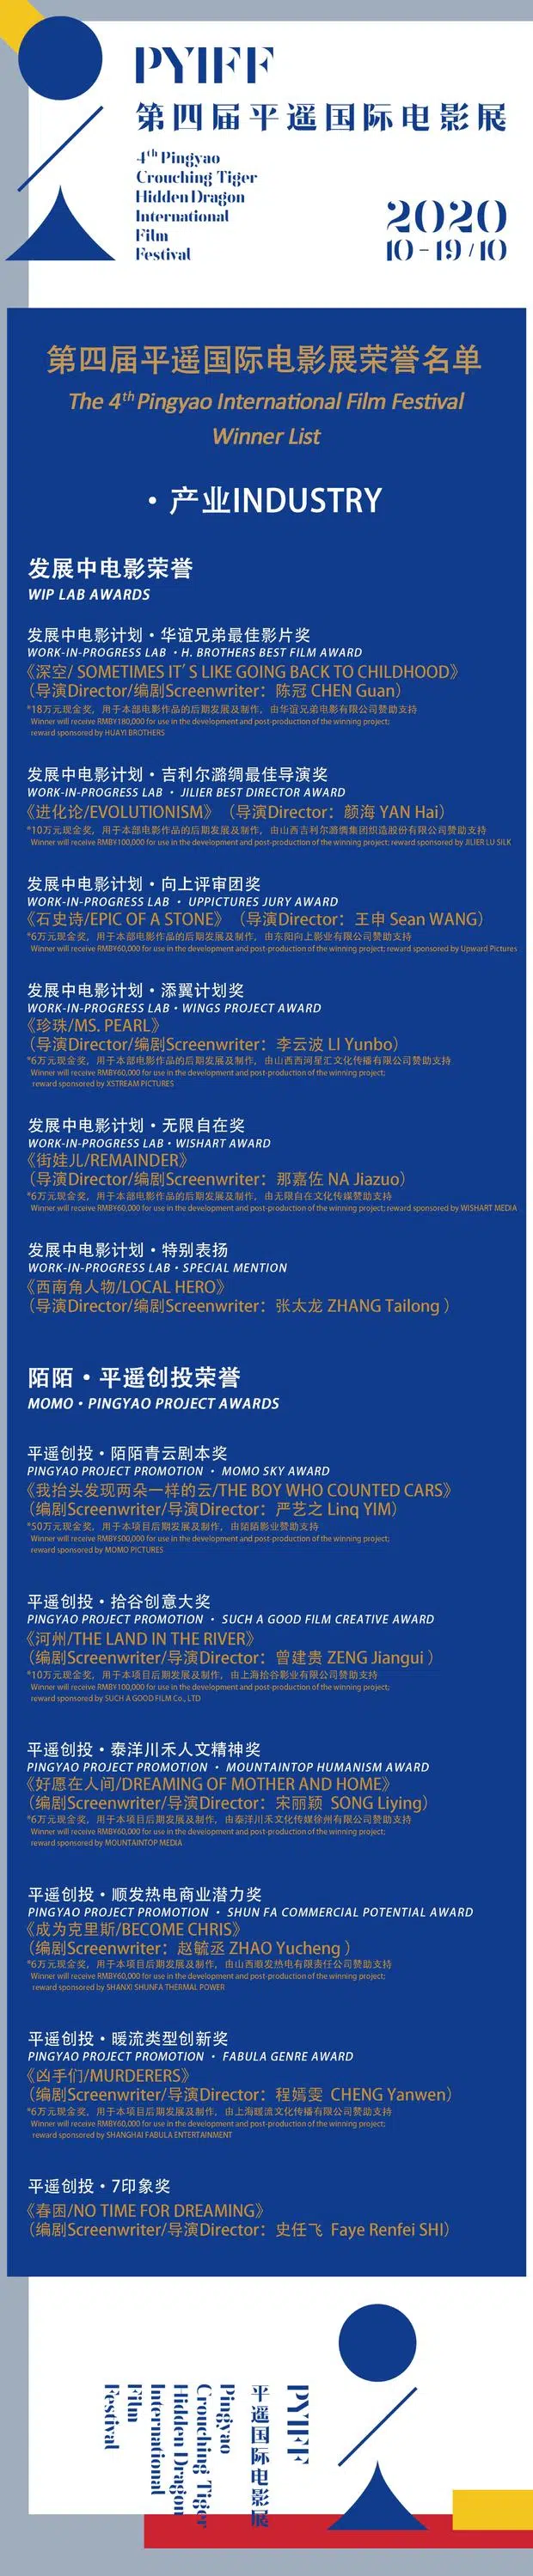 PYIFF
第四届平遥国际电影展
4th Pingyao
Crouching Tiger
Hidden Dragon
International
Film
Festival
2020
10-19/10
第四届平遥国际电影展荣誉名单
The 4th Pingyao International Film Festival
Winner List
·产业INDUSTRY
发展中电影荣誉
WIP LAB AWARDS
发展中电影计划·华谊兄弟最佳影片奖
WORK-IN-PROGRESS LAB · H. BROTHERS BEST FILM AWARD
《深空/ SOMETIMES IT’S LIKE GOING BACK TO CHILDHOOD》
（导演Director/编剧Screenwriter：陈冠 CHEN Guan）
*18万元现金奖，用于本部电影作品的后期发展及制作，由华谊兄弟电影有限公司赞助支持
Winner will receive RMB¥180,000 for use in the development and post-production of the winning project;
reward sponsored by HUAYI BROTHERS
发展中电影计划·吉利尔潞绸最佳导演奖
WORK-IN-PROGRESS LAB · JILIER BEST DIRECTOR AWARD
《进化论/EVOLUTIONISM》（导演Director：颜海 YAN Hai）
*10万元现金奖，用于本部电影作品的后期发展及制作，由山西吉利尔潞绸集团织造股份有限公司赞助支持
Winner will receive RMB¥100,000 for use in the development and post-production of the winning project; reward sponsored by JILIER LU SILK
发展中电影计划·向上评审团奖
WORK-IN-PROGRESS LAB · UPPICTURES JURY AWARD
《石史诗/EPIC OF A STONE》（导演Director：王申 Sean WANG）
*6万元现金奖，用于本部电影作品的后期发展及制作，由东阳向上影业有限公司赞助支持
Winner will receive RMB¥60,000 for use in the development and post-production of the winning project; reward sponsored by Upward Pictures
发展中电影计划·添翼计划奖
WORK-IN-PROGRESS LAB · WINGS PROJECT AWARD
《珍珠/MS. PEARL》
（导演Director/编剧Screenwriter：李云波 LI Yunbo）
*6万元现金奖，用于本部电影作品的后期发展及制作，由山西西河星汇文化传播有限公司赞助支持
Winner will receive RMB¥60,000 for use in the development and post-production of the winning project;
reward sponsored by XSTREAM PICTURES
发展中电影计划·无限自在奖
WORK-IN-PROGRESS LAB · WISHART AWARD
《街娃儿/REMAINDER》
（导演Director/编剧Screenwriter：那嘉佐 NA Jiazuo）
*6万元现金奖，用于本部电影作品的后期发展及制作，由无限自在文化传媒赞助支持
Winner will receive RMB¥60,000 for use in the development and post-production of the winning project; reward sponsored by WISHART MEDIA
发展中电影计划·特别表扬
WORK-IN-PROGRESS LAB · SPECIAL MENTION
《西南角人物/LOCAL HERO》
（导演Director/编剧Screenwriter：张太龙 ZHANG Tailong ）
陌陌·平遥创投荣誉
MOMO · PINGYAO PROJECT AWARDS
平遥创投·陌陌青云剧本奖
PINGYAO PROJECT PROMOTION · MOMO SKY AWARD
《我抬头发现两朵一样的云/THE BOY WHO COUNTED CARS》
（编剧Screenwriter/导演Director：严艺之 Linq YIM）
*50万元现金奖，用于本项目后期发展及制作，由陌陌影业赞助支持
Winner will receive RMB¥500,000 for use in the development and post-production of the winning project;
reward sponsored by MOMO PICTURES
平遥创投·拾谷创意大奖
PINGYAO PROJECT PROMOTION · SUCH A GOOD FILM CREATIVE AWARD
《河州/THE LAND IN THE RIVER》
（编剧Screenwriter/导演Director：曾建贵 ZENG Jiangui ）
*10万元现金奖，用于本项目后期发展及制作，由上海拾谷影业有限公司赞助支持
Winner will receive RMB¥100,000 for use in the development and post-production of the winning project;
reward sponsored by SUCH A GOOD FILM Co., LTD
平遥创投·泰洋川禾人文精神奖
PINGYAO PROJECT PROMOTION · MOUNTAINTOP HUMANISM AWARD
《好愿在人间/DREAMING OF MOTHER AND HOME》
（编剧Screenwriter/导演Director：宋丽颖 SONG Liying）
*6万元现金奖，用于本项目后期发展及制作，由泰洋川禾文化传媒徐州有限公司赞助支持
Winner will receive RMB¥60,000 for use in the development and post-production of the winning project;
reward sponsored by MOUNTAINTOP MEDIA
平遥创投·顺发热电商业潜力奖
PINGYAO PROJECT PROMOTION · SHUN FA COMMERCIAL POTENTIAL AWARD
《成为克里斯/BECOME CHRIS》
（编剧Screenwriter：赵毓丞 ZHAO Yucheng ）
*6万元现金奖，用于本项目后期发展及制作，由山西顺发热电有限责任公司赞助支持
Winner will receive RMB¥60,000 for use in the development and post-production of the winning project;
reward sponsored by SHANXI SHUNFA THERMAL POWER
平遥创投·暖流类型创新奖
PINGYAO PROJECT PROMOTION · FABULA GENRE AWARD
《凶手们/MURDERERS》
（编剧Screenwriter/导演Director：程嫣雯 CHENG Yanwen）
*6万元现金奖，用于本项目后期发展及制作，由上海暖流文化传播有限公司赞助支持
Winner will receive RMB¥60,000 for use in the development and post-production of the winning project;
reward sponsored by SHANGHAI FABULA ENTERTAINMENT
平遥创投·7印象奖
《春困/NO TIME FOR DREAMING》
（编剧Screenwriter/导演Director：史任飞 Faye Renfei SHI）
PYIFF
平遥国际电影展
Pingyao
Crouching Tiger
Hidden Dragon
International
Film
Festival